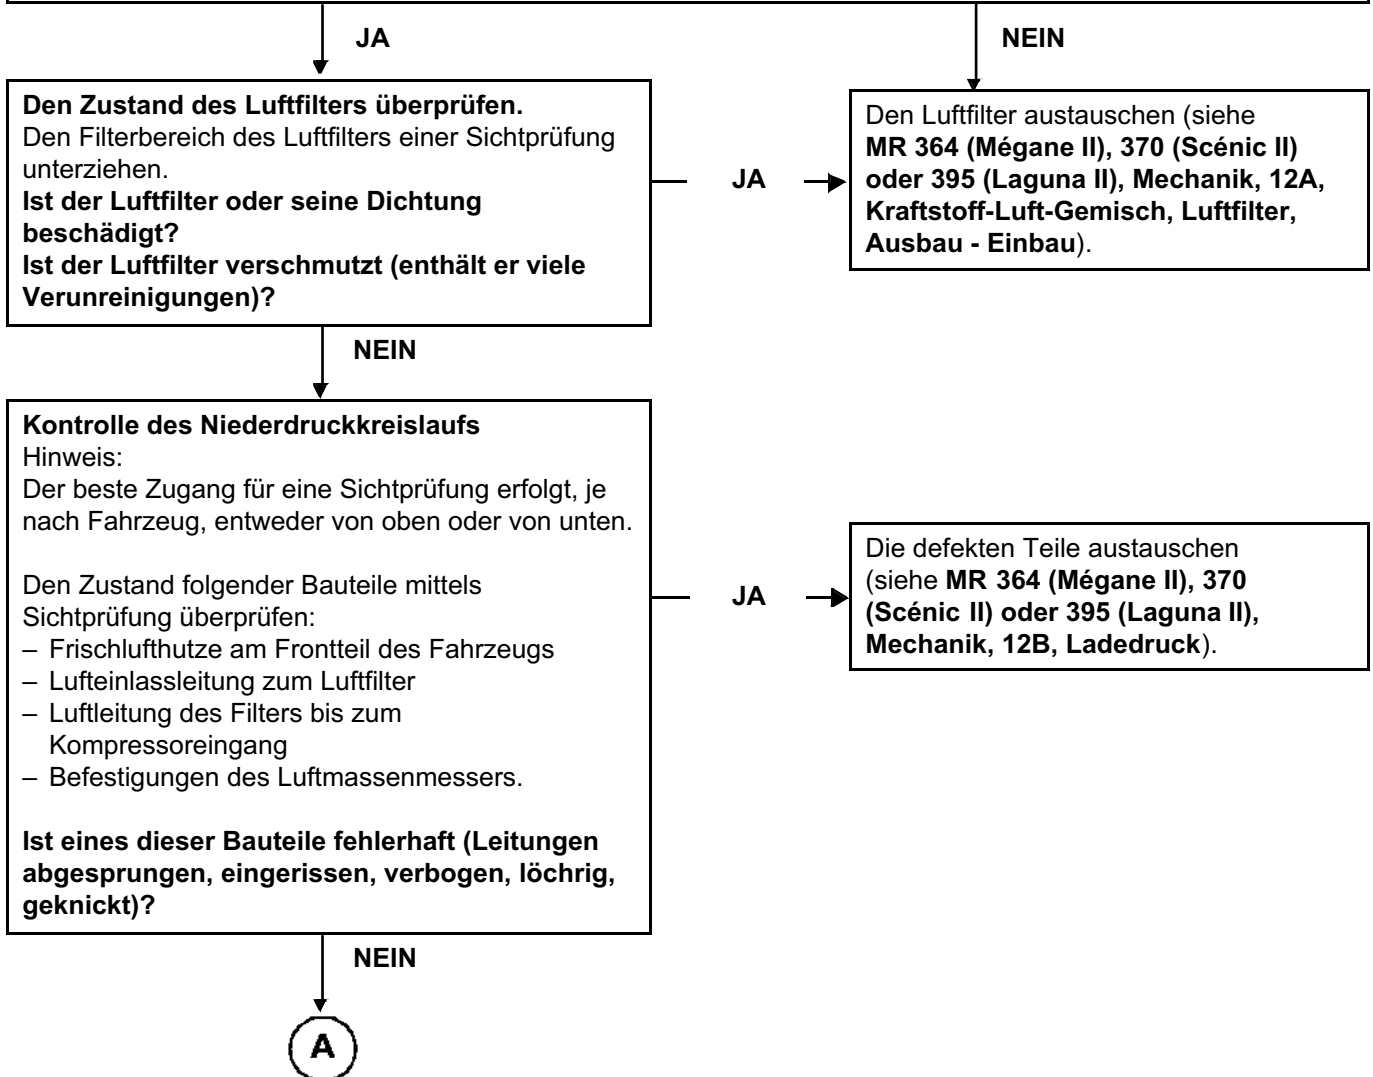 JA
NEIN
Den Zustand des Luftfilters überprüfen.
Den Filterbereich des Luftfilters einer Sichtprüfung
unterziehen.
Ist der Luftfilter oder seine Dichtung
beschädigt?
Ist der Luftfilter verschmutzt (enthält er viele
Verunreinigungen)?
JA
Den Luftfilter austauschen (siehe
MR 364 (Mégane II), 370 (Scénic II)
oder 395 (Laguna II), Mechanik, 12A,
Kraftstoff-Luft-Gemisch, Luftfilter,
Ausbau - Einbau).
NEIN
Kontrolle des Niederdruckkreislaufs
Hinweis:
Der beste Zugang für eine Sichtprüfung erfolgt, je
nach Fahrzeug, entweder von oben oder von unten.
Den Zustand folgender Bauteile mittels
Sichtprüfung überprüfen:
– Frischlufthutze am Frontteil des Fahrzeugs
– Lufteinlassleitung zum Luftfilter
– Luftleitung des Filters bis zum
Kompressoreingang
– Befestigungen des Luftmassenmessers.
Ist eines dieser Bauteile fehlerhaft (Leitungen
abgesprungen, eingerissen, verbogen, löchrig,
geknickt)?
JA
Die defekten Teile austauschen
(siehe MR 364 (Mégane II), 370
(Scénic II) oder 395 (Laguna II),
Mechanik, 12B, Ladedruck).
NEIN
A